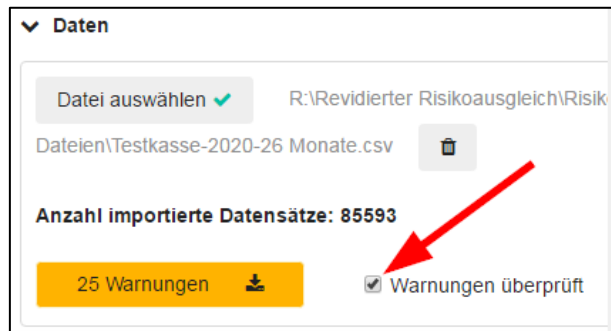 Daten
Datei auswählen R:\Revidierter Risikoausgleich\Risik
Dateien\Testkasse-2020-26 Monate.csv
Anzahl importierte Datensätze: 85593
25 Warnungen Warnungen überprüft